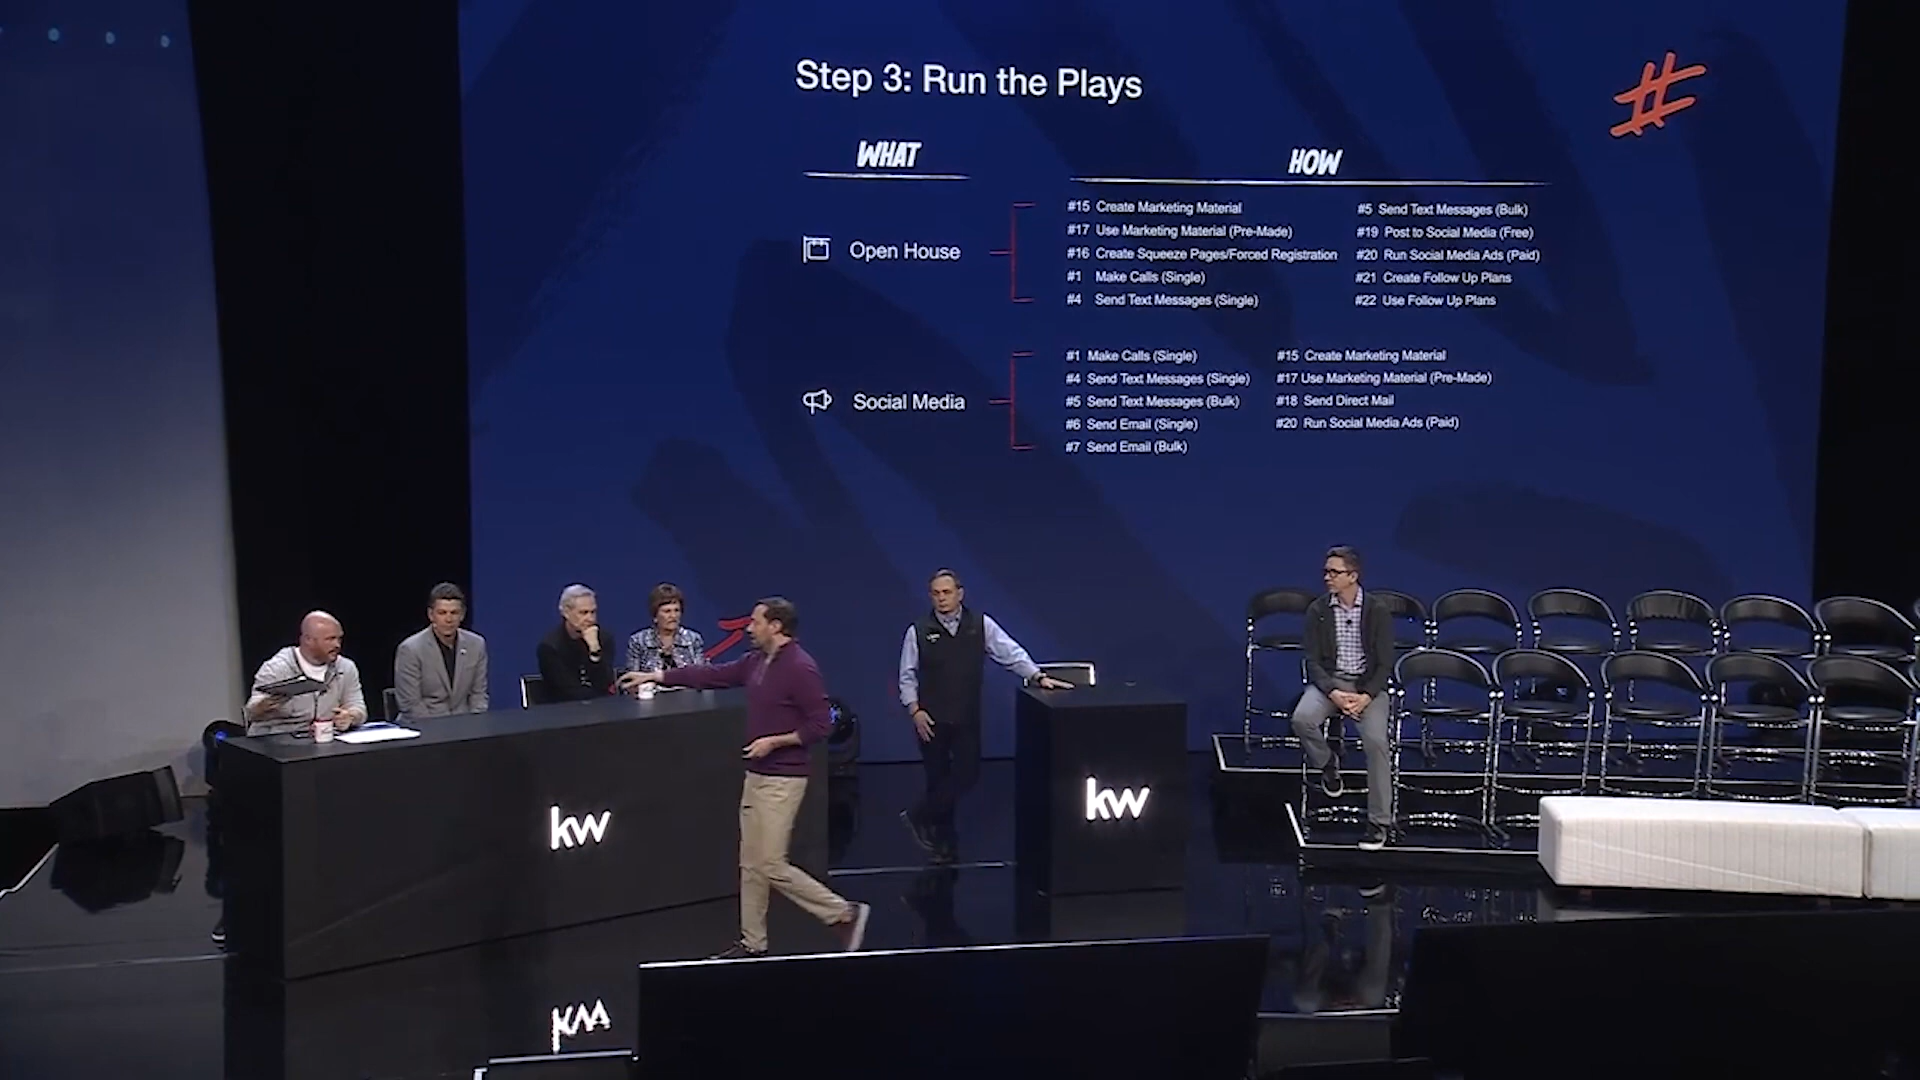 Step 3: Run the Plays
#
WHAT
HOW
Open House
#15 Create Marketing Material
#17 Use Marketing Material (Pre-Made)
#16 Create Squeeze Pages/Forced Registration
#1 Make Calls (Single)
#4 Send Text Messages (Single)
#5 Send Text Messages (Bulk)
#19 Post to Social Media (Free)
#20 Run Social Media Ads (Paid)
#21 Create Follow Up Plans
#22 Use Follow Up Plans
Social Media
#1 Make Calls (Single)
#4 Send Text Messages (Single)
#5 Send Text Messages (Bulk)
#6 Send Email (Single)
#7 Send Email (Bulk)
#15 Create Marketing Material
#17 Use Marketing Material (Pre-Made)
#18 Send Direct Mail
#20 Run Social Media Ads (Paid)
kw
kw